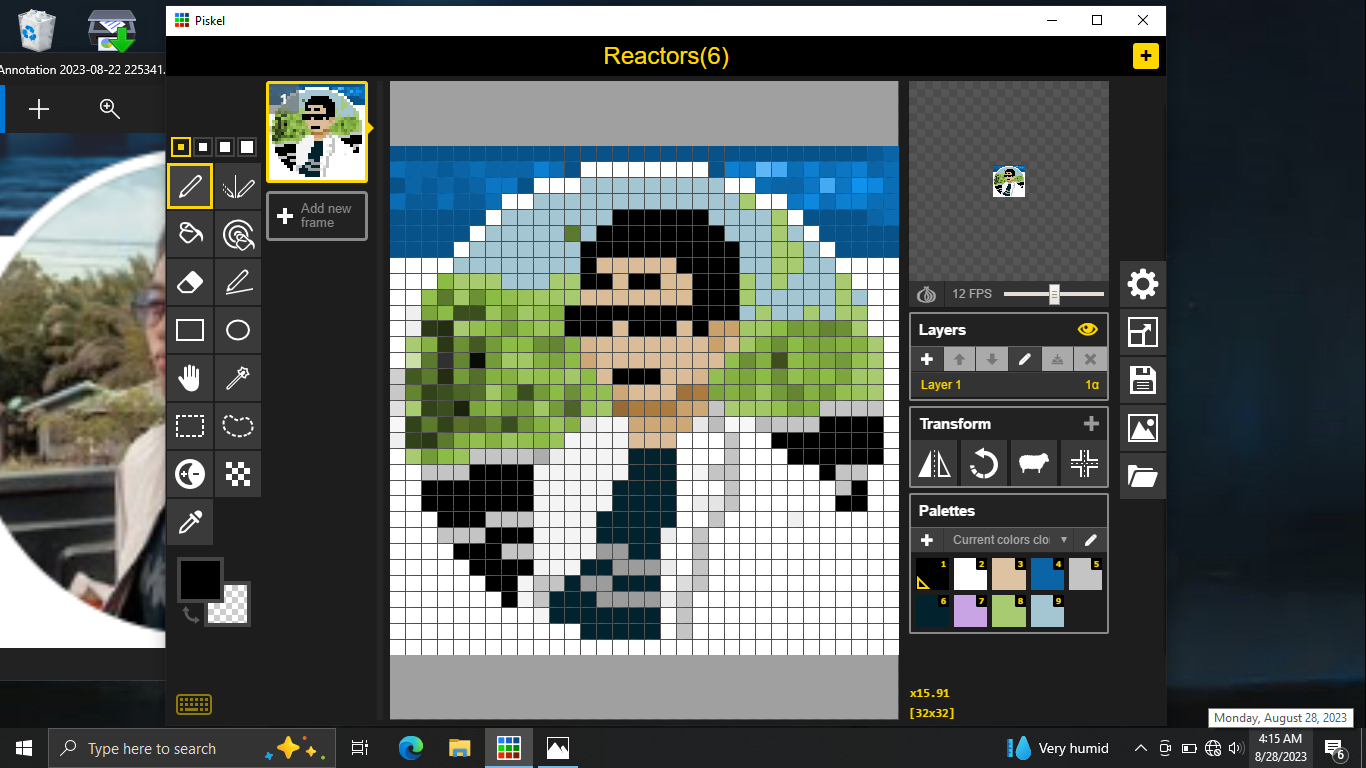 Piskel
Annotation 2023-08-22 225341.
Reactors(6)
1
Add new
frame
12 FPS
Layers
Layer 1
1α
Transform
Palettes
Current colors clo
1
2
3
4
5
6
7
8
9
x15.91
[32x32]
Monday, August 28, 2023
Type here to search
Very humid
4:15 AM
8/28/2023
6